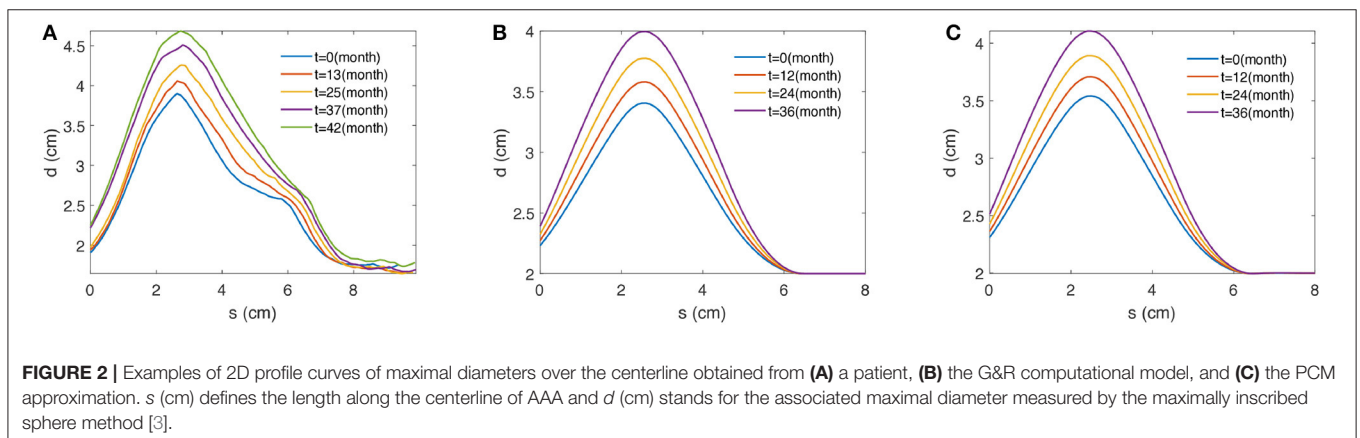 A
4.5
4
3.5
3
2.5
2
d (cm)
0 2 4 6 8
s (cm)
t=0(month)
t=13(month)
t=25(month)
t=37(month)
t=42(month)
B
4
3.5
3
2.5
2
d (cm)
0 2 4 6 8
s (cm)
t=0(month)
t=12(month)
t=24(month)
t=36(month)
C
4
3.5
3
2.5
2
d (cm)
0 2 4 6 8
s (cm)
t=0(month)
t=12(month)
t=24(month)
t=36(month)
FIGURE 2 | Examples of 2D profile curves of maximal diameters over the centerline obtained from (A) a patient, (B) the G&R computational model, and (C) the PCM
approximation. s (cm) defines the length along the centerline of AAA and d (cm) stands for the associated maximal diameter measured by the maximally inscribed
sphere method [3].